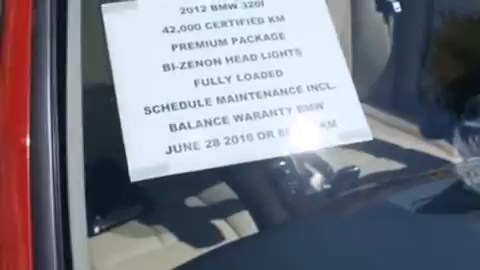 2012 BMW 320i
42,000 CERTIFIED KM
PREMIUM PACKAGE
BI-ZENON HEAD LIGHTS
FULLY LOADED
SCHEDULE MAINTENANCE INCL.
BALANCE WARANTY BMW
JUNE 28 2016 OR KM